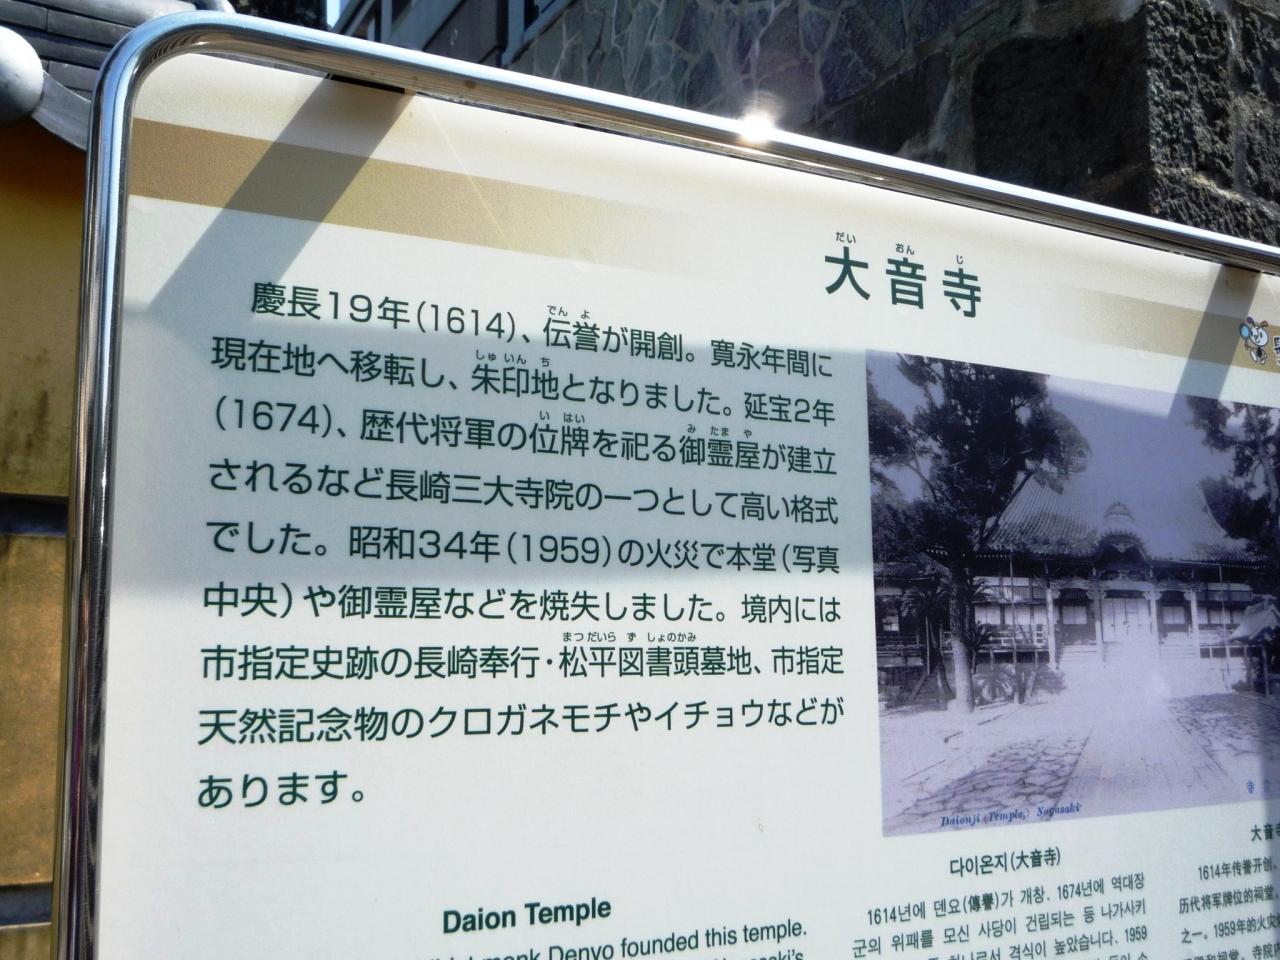 大音寺
だい おん じ
慶長19年(1614)、伝誉が開創。寛永年間に
でん よ
現在地へ移転し、朱印地となりました。延宝2年
しゅ いん ち
(1674)、歴代将軍の位牌を祀る御霊屋が建立
い はい み たま や
されるなど長崎三大寺院の一つとして高い格式
でした。昭和34年(1959)の火災で本堂(写真
中央)や御霊屋などを焼失しました。境内には
市指定史跡の長崎奉行・松平図書頭墓地、市指定
まつ だいら ず しょのかみ
天然記念物のクロガネモチやイチョウなどが
あります。
Daionji (Temple,) Nagasaki
Daion Temple
monk Denyo founded this temple.
다이온지(大音寺)
1614년에 덴요(傳譽)가 개창. 1674년에 역대장
군의 위패를 모신 사당이 건립되는 등 나가사키
격식이 높았습니다. 1959
大音
1614年传誉开创。
历代将军牌位的祠堂，
之一。1959年的火灾